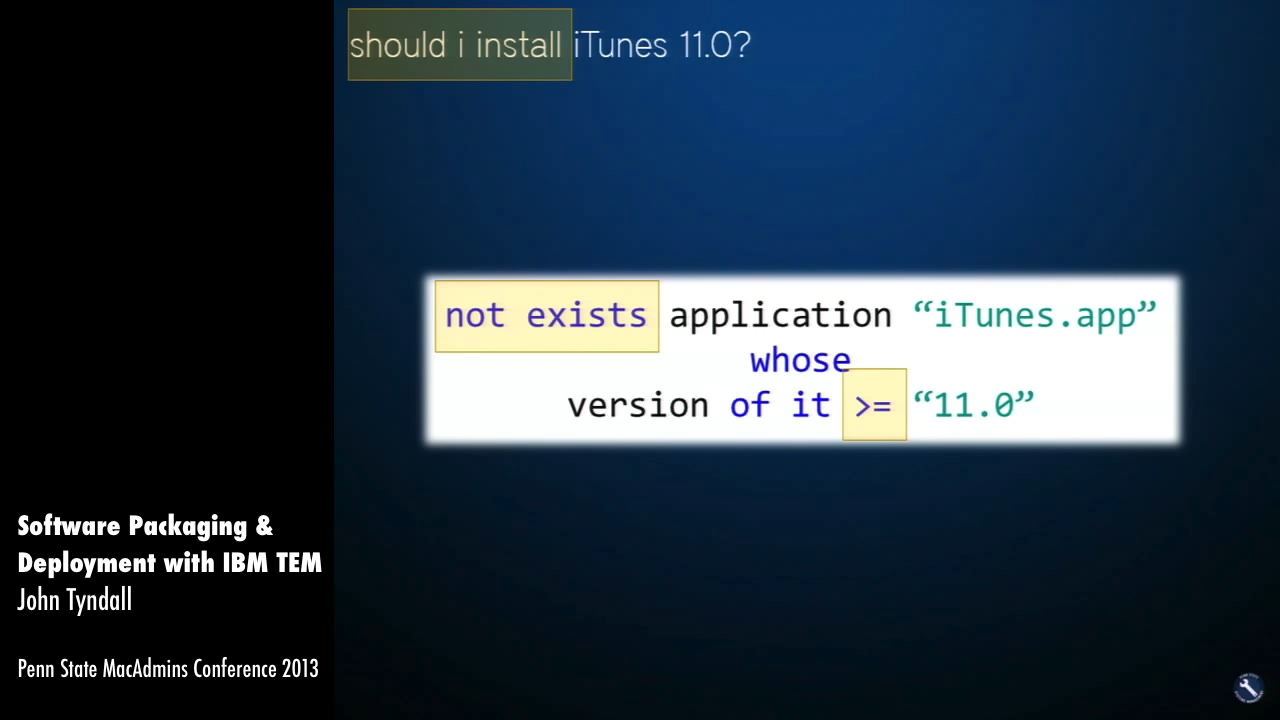 should i install iTunes 11.0?
not exists application “iTunes.app”
whose
version of it >= “11.0”
Software Packaging &
Deployment with IBM TEM
John Tyndall
Penn State MacAdmins Conference 2013